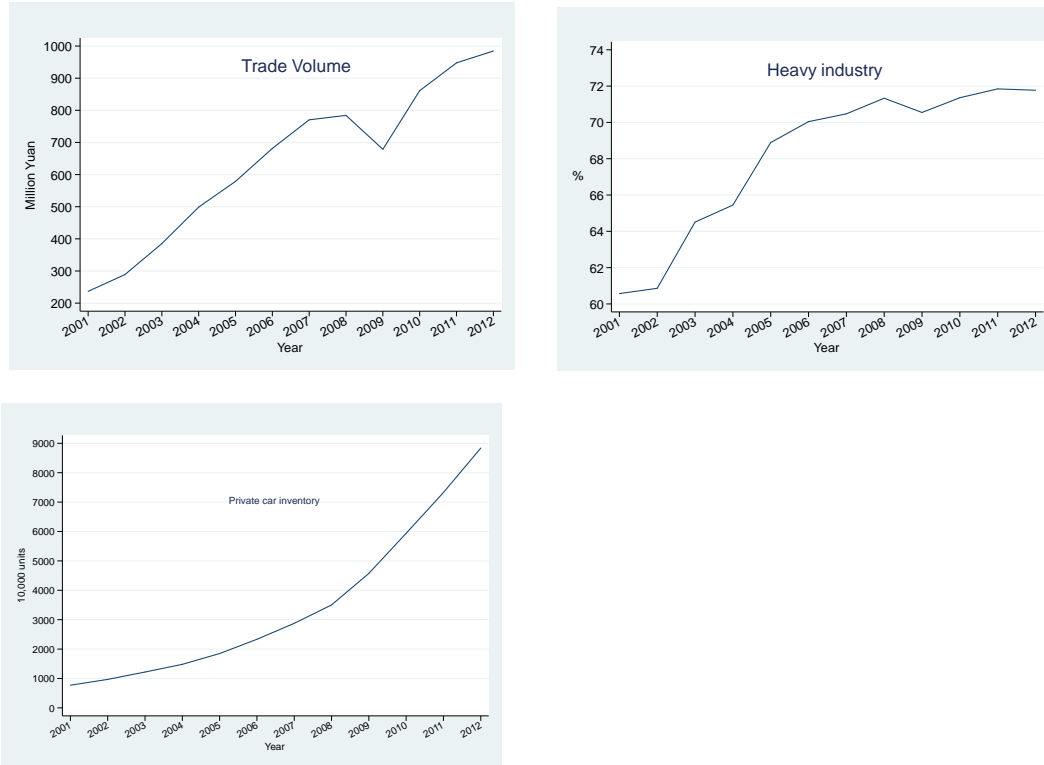 Trade Volume
Million Yuan
1000
900
800
700
600
500
400
300
200
2001 2002 2003 2004 2005 2006 2007 2008 2009 2010 2011 2012
Year
Heavy industry
%
74
72
70
68
66
64
62
60
2001 2002 2003 2004 2005 2006 2007 2008 2009 2010 2011 2012
Year
Private car inventory
10,000 units
9000
8000
7000
6000
5000
4000
3000
2000
1000
0
2001 2002 2003 2004 2005 2006 2007 2008 2009 2010 2011 2012
Year